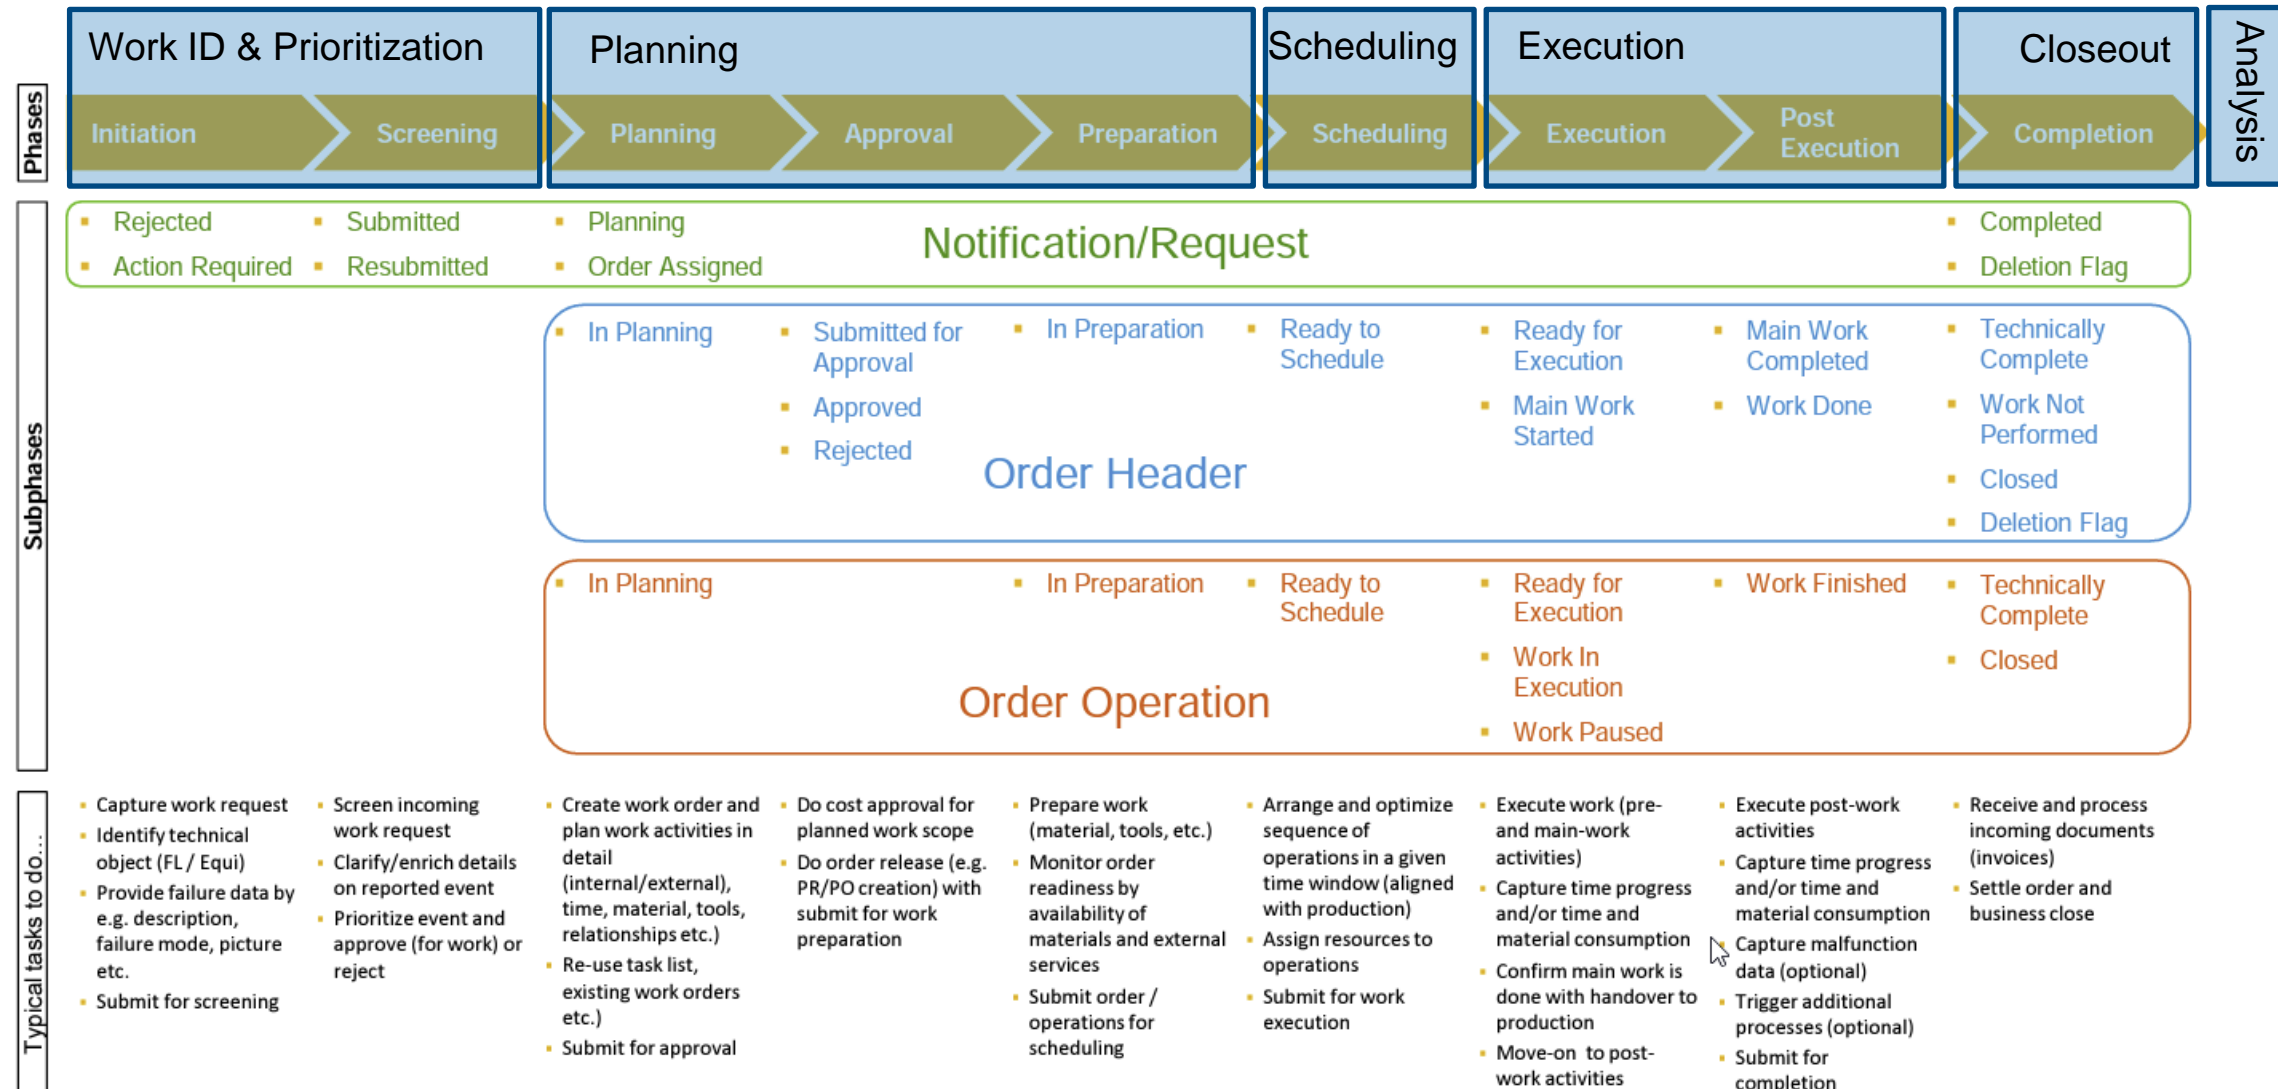 Work ID & Prioritization
Planning
Scheduling
Execution
Closeout
Analysis
Phases
Initiation
Screening
Planning
Approval
Preparation
Scheduling
Execution
Post
Execution
Completion
Subphases
Notification/Request
▪ Rejected
▪ Action Required
▪ Submitted
▪ Resubmitted
▪ Planning
▪ Order Assigned
▪ Completed
▪ Deletion Flag
Order Header
▪ In Planning
▪ Submitted for
Approval
▪ Approved
▪ Rejected
▪ In Preparation
▪ Ready to
Schedule
▪ Ready for
Execution
▪ Main Work
Started
▪ Main Work
Completed
▪ Work Done
▪ Technically
Complete
▪ Work Not
Performed
▪ Closed
▪ Deletion Flag
Order Operation
▪ In Planning
▪ In Preparation
▪ Ready to
Schedule
▪ Ready for
Execution
▪ Work In
Execution
▪ Work Paused
▪ Work Finished
▪ Technically
Complete
▪ Closed
Typical tasks to do...
▪ Capture work request
▪ Identify technical
object (FL / Equi)
▪ Provide failure data by
e.g. description,
failure mode, picture
etc.
▪ Submit for screening
▪ Screen incoming
work request
▪ Clarify/enrich details
on reported event
▪ Prioritize event and
approve (for work) or
reject
▪ Create work order and
plan work activities in
detail
(internal/external),
time, material, tools,
relationships etc.)
▪ Re-use task list,
existing work orders
etc.)
▪ Submit for approval
▪ Do cost approval for
planned work scope
▪ Do order release (e.g.
PR/PO creation) with
submit for work
preparation
▪ Prepare work
(material, tools, etc.)
▪ Monitor order
readiness by
availability of
materials and external
services
▪ Submit order /
operations for
scheduling
▪ Arrange and optimize
sequence of
operations in a given
time window (aligned
with production)
▪ Assign resources to
operations
▪ Submit for work
execution
▪ Execute work (pre-
and main-work
activities)
▪ Capture time progress
and/or time and
material consumption
▪ Confirm main work is
done with handover to
production
▪ Move-on to post-
work activities
▪ Execute post-work
activities
▪ Capture time progress
and/or time and
material consumption
▪ Capture malfunction
data (optional)
▪ Trigger additional
processes (optional)
▪ Submit for
completion
▪ Receive and process
incoming documents
(invoices)
▪ Settle order and
business close